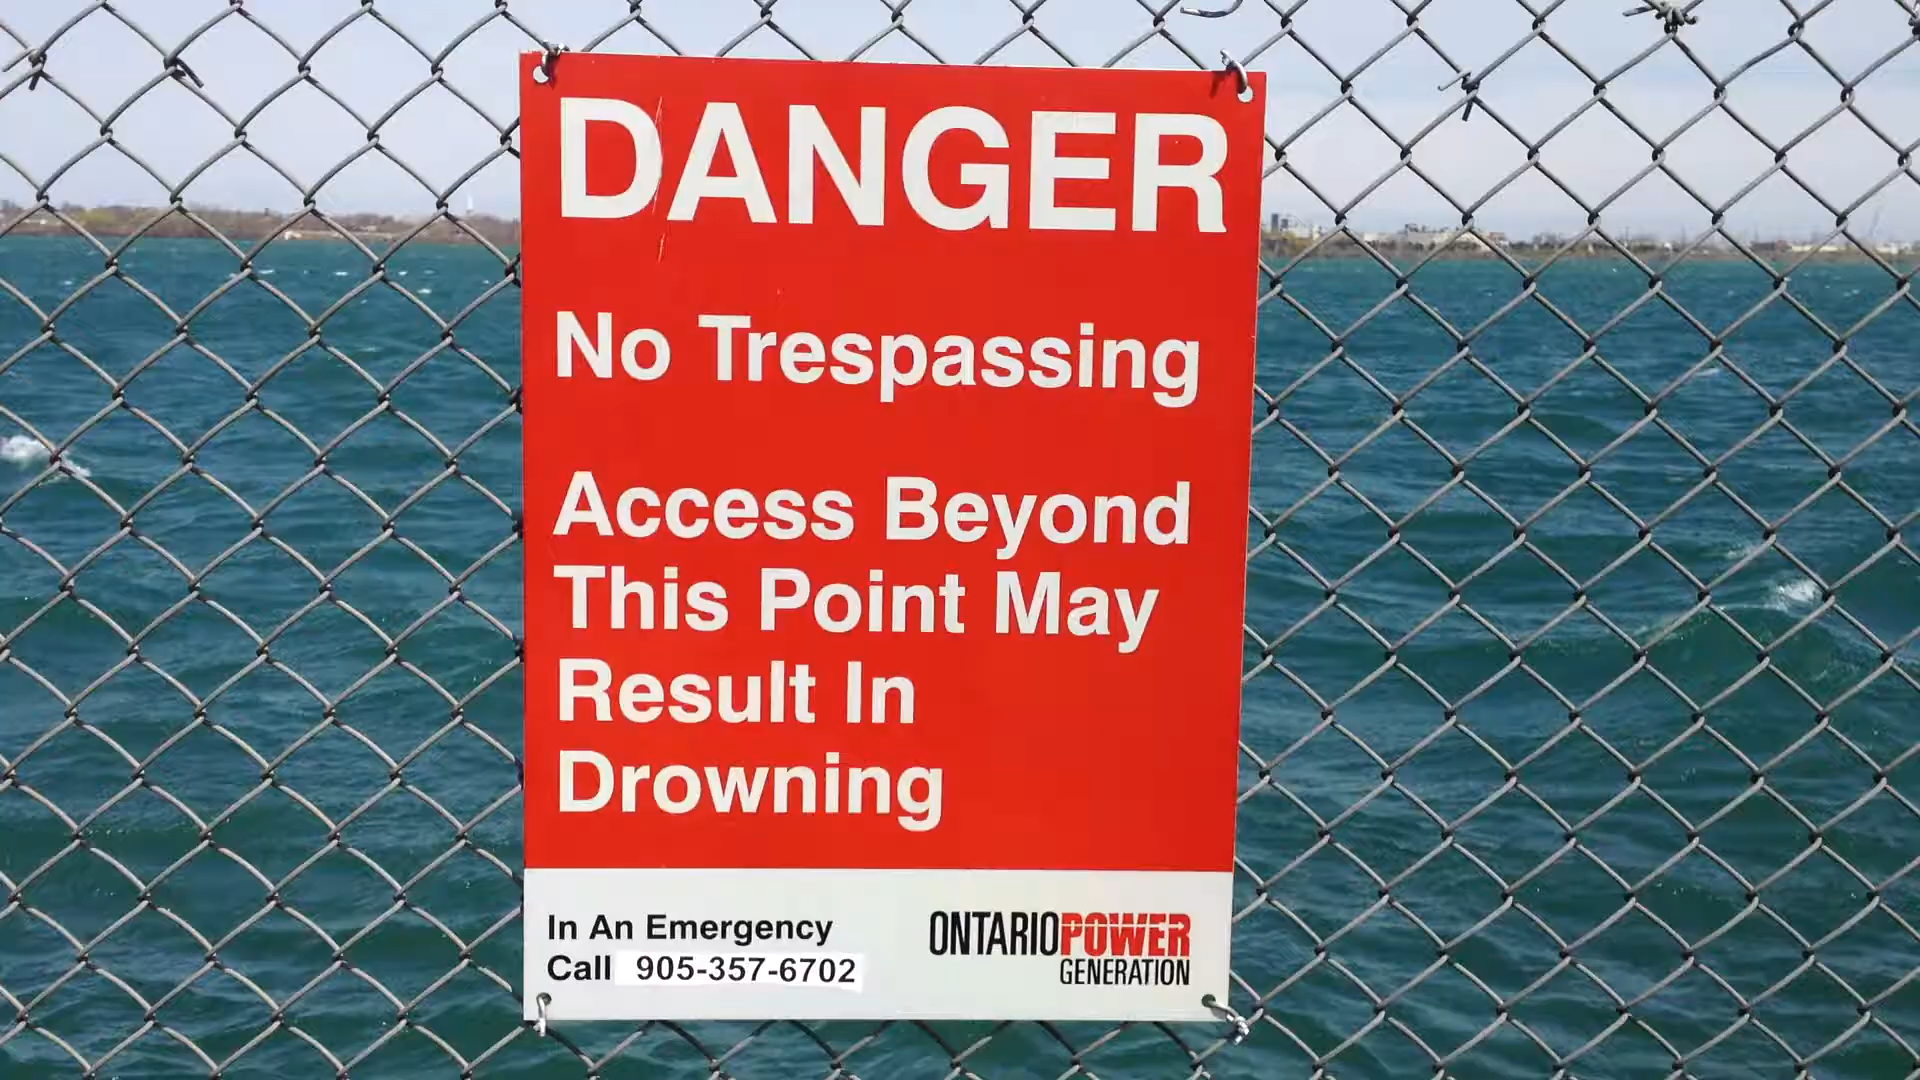 DANGER
No Trespassing
Access Beyond
This Point May
Result In
Drowning
In An Emergency
Call 905-357-6702
ONTARIOPOWER
GENERATION